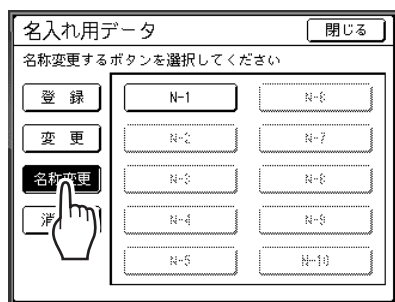 名入れ用データ
閉じる
名称変更するボタンを選択してください
登 録
N-1
N-6
変 更
N-2
N-7
名称変更
N-3
N-8
消
N-4
N-9
N-5
N-10